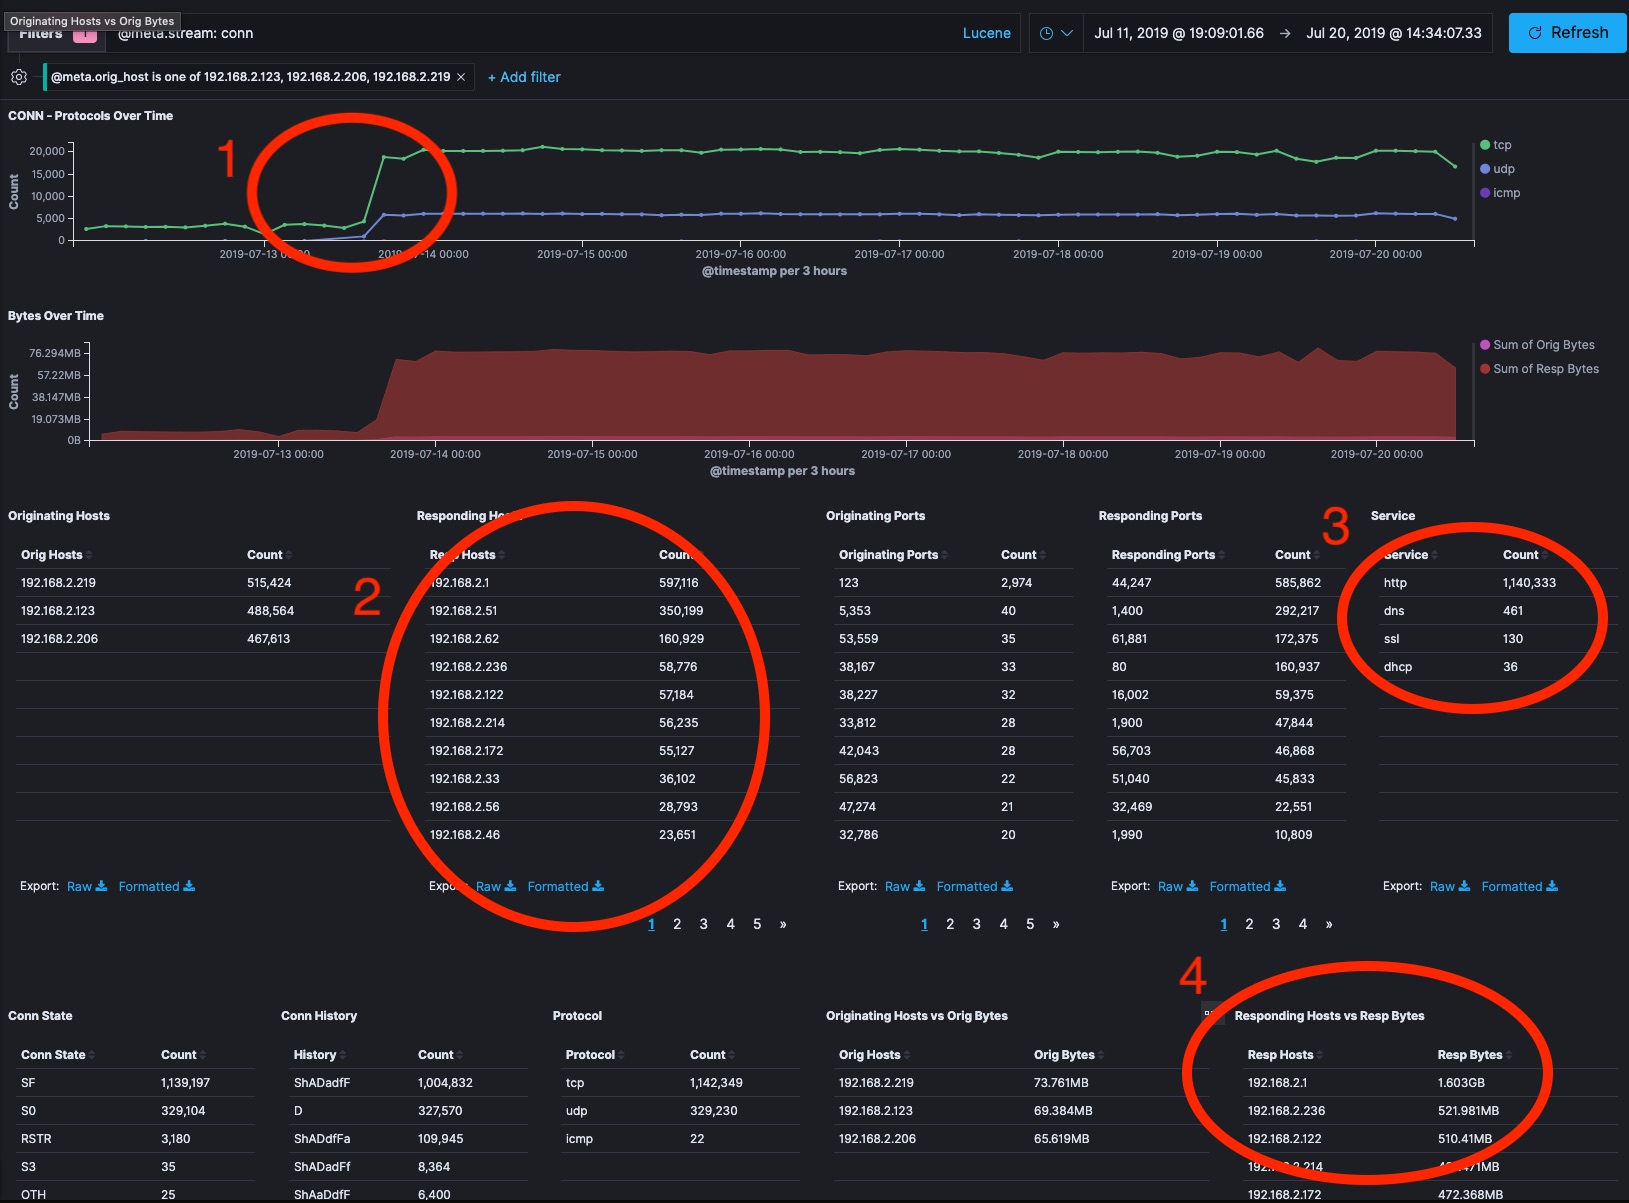 Originating Hosts vs Orig Bytes
Filters 1 @meta.stream: conn Lucene Jul 11, 2019 @ 19:09:01.66 → Jul 20, 2019 @ 14:34:07.33 Refresh
@meta.orig_host is one of 192.168.2.123, 192.168.2.206, 192.168.2.219 × + Add filter
CONN - Protocols Over Time
1
20,000
15,000
10,000
5,000
0
Count
tcp
udp
icmp
2019-07-13 00:00 2019-07-14 00:00 2019-07-15 00:00 2019-07-16 00:00 2019-07-17 00:00 2019-07-18 00:00 2019-07-19 00:00 2019-07-20 00:00
@timestamp per 3 hours
Bytes Over Time
76.294MB
57.22MB
38.147MB
19.073MB
0B
Count
Sum of Orig Bytes
Sum of Resp Bytes
2019-07-13 00:00 2019-07-14 00:00 2019-07-15 00:00 2019-07-16 00:00 2019-07-17 00:00 2019-07-18 00:00 2019-07-19 00:00 2019-07-20 00:00
@timestamp per 3 hours
Originating Hosts
Orig Hosts Count
192.168.2.219 515,424
192.168.2.123 488,564
192.168.2.206 467,613
Export: Raw Formatted
2
Responding Hosts
Resp Hosts Count
192.168.2.1 597,116
192.168.2.51 350,199
192.168.2.62 160,929
192.168.2.236 58,776
192.168.2.122 57,184
192.168.2.214 56,235
192.168.2.172 55,127
192.168.2.33 36,102
192.168.2.56 28,793
192.168.2.46 23,651
Export: Raw Formatted
1 2 3 4 5 »
Originating Ports
Originating Ports Count
123 2,974
5,353 40
53,559 35
38,167 33
38,227 32
33,812 28
42,043 28
56,823 22
47,274 21
32,786 20
Export: Raw Formatted
1 2 3 4 5 »
Responding Ports
Responding Ports Count
44,247 585,862
1,400 292,217
61,881 172,375
80 160,937
16,002 59,375
1,900 47,844
56,703 46,868
51,040 45,833
32,469 22,551
1,990 10,809
Export: Raw Formatted
1 2 3 4 »
3
Service
Service Count
http 1,140,333
dns 461
ssl 130
dhcp 36
Export: Raw Formatted
Conn State
Conn State Count
SF 1,139,197
S0 329,104
RSTR 3,180
S3 35
OTH 25
Conn History
History Count
ShADadfF 1,004,832
D 327,570
ShADdfFa 109,945
ShADadFf 8,364
ShAaDdfF 6,400
Protocol
Protocol Count
tcp 1,142,349
udp 329,230
icmp 22
Originating Hosts vs Orig Bytes
Orig Hosts Orig Bytes
192.168.2.219 73.761MB
192.168.2.123 69.384MB
192.168.2.206 65.619MB
4
Responding Hosts vs Resp Bytes
Resp Hosts Resp Bytes
192.168.2.1 1.603GB
192.168.2.236 521.981MB
192.168.2.122 510.41MB
192.168.2.214
192.168.2.172 472.368MB